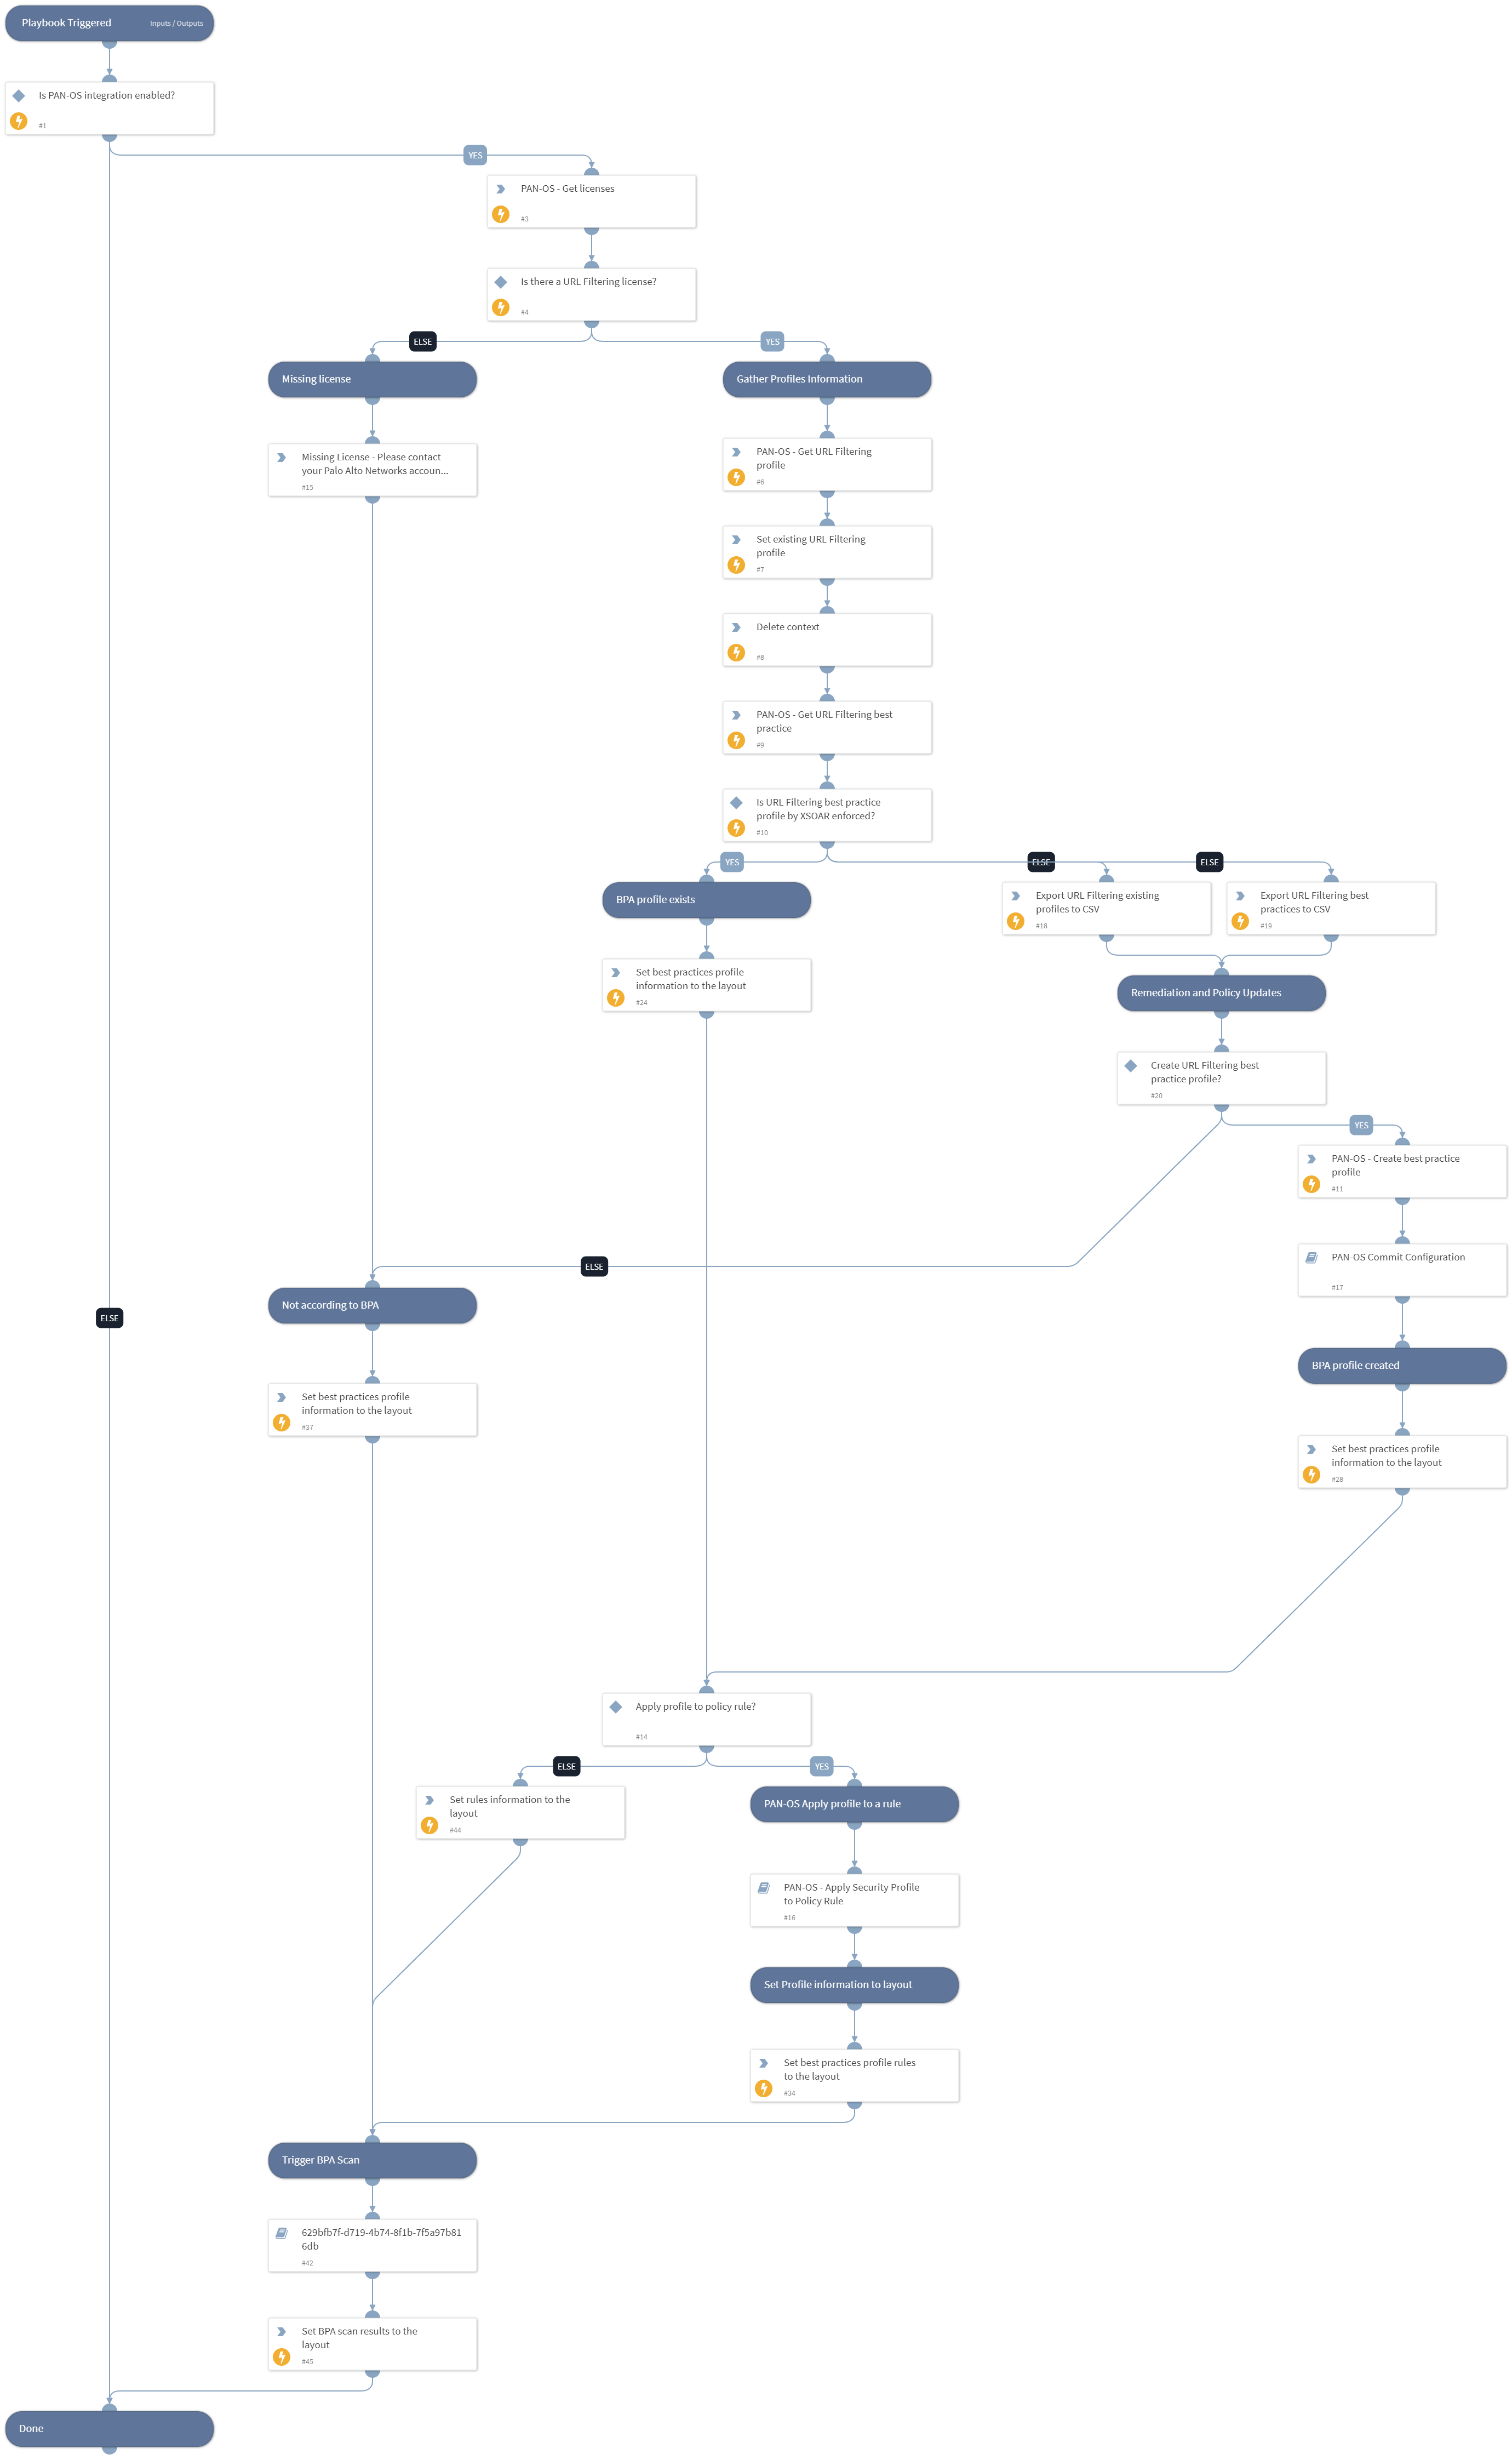 Playbook Triggered
Inputs / Outputs
Is PAN-OS integration enabled?
#1
YES
PAN-OS - Get licenses
#3
Is there a URL Filtering license?
#4
ELSE
YES
Missing license
Gather Profiles Information
Missing License - Please contact
your Palo Alto Networks accoun...
#15
PAN-OS - Get URL Filtering
profile
#6
Set existing URL Filtering
profile
#7
Delete context
#8
PAN-OS - Get URL Filtering best
practice
#9
Is URL Filtering best practice
profile by XSOAR enforced?
#10
YES
ELSE
ELSE
BPA profile exists
Export URL Filtering existing
profiles to CSV
#18
Export URL Filtering best
practices to CSV
#19
Set best practices profile
information to the layout
#24
Remediation and Policy Updates
Create URL Filtering best
practice profile?
#20
YES
PAN-OS - Create best practice
profile
#11
PAN-OS Commit Configuration
#17
ELSE
Not according to BPA
ELSE
BPA profile created
Set best practices profile
information to the layout
#37
Set best practices profile
information to the layout
#28
Apply profile to policy rule?
#14
ELSE
YES
Set rules information to the
layout
#44
PAN-OS Apply profile to a rule
PAN-OS - Apply Security Profile
to Policy Rule
#16
Set Profile information to layout
Set best practices profile rules
to the layout
#34
Trigger BPA Scan
629bfb7f-d719-4b74-8f1b-7f5a97b81
6db
#42
Set BPA scan results to the
layout
#45
Done